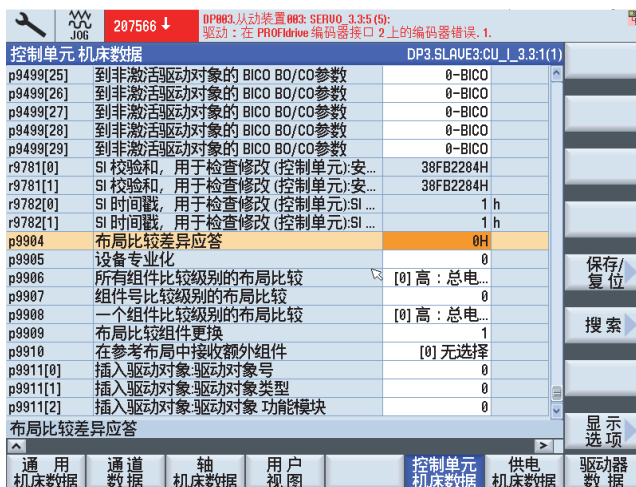 JOG
207566
DP003.从动装置003: SERVO_3.3:5 (5):
驱动 : 在 PROFIdrive 编码器接口 2 上的编码器错误. 1.
控制单元 机床数据 DP3.SLAVE3:CU_I_3.3:1(1)
p9499[25] 到非激活驱动对象的 BICO BO/CO参数 0-BICO
p9499[26] 到非激活驱动对象的 BICO BO/CO参数 0-BICO
p9499[27] 到非激活驱动对象的 BICO BO/CO参数 0-BICO
p9499[28] 到非激活驱动对象的 BICO BO/CO参数 0-BICO
p9499[29] 到非激活驱动对象的 BICO BO/CO参数 0-BICO
r9781[0] SI 校验和, 用于检查修改 (控制单元):安... 38FB2284H
r9781[1] SI 校验和, 用于检查修改 (控制单元):安... 38FB2284H
r9782[0] SI 时间戳, 用于检查修改 (控制单元):SI ... 1 h
r9782[1] SI 时间戳, 用于检查修改 (控制单元):SI ... 1 h
p9904 布局比较差异应答 0H
p9905 设备专业化 0
p9906 所有组件比较级别的布局比较 [0] 高 : 总电...
p9907 组件号比较级别的布局比较 0
p9908 一个组件比较级别的布局比较 [0] 高 : 总电...
p9909 布局比较组件更换 1
p9910 在参考布局中接收额外组件 [0] 无选择
p9911[0] 插入驱动对象:驱动对象号 0
p9911[1] 插入驱动对象:驱动对象类型 0
p9911[2] 插入驱动对象:驱动对象 功能模块 0
布局比较差异应答
保存/
复位
搜索
显示
选项
通用
机床数据
通道
数据
轴
机床数据
用户
视图
控制单元
机床数据
供电
机床数据
驱动器
数据